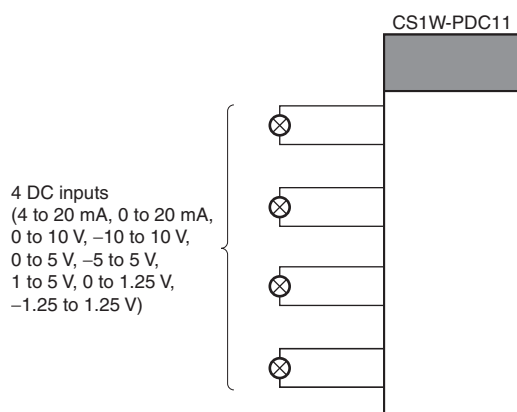 CS1W-PDC11
4 DC inputs
(4 to 20 mA, 0 to 20 mA,
0 to 10 V, −10 to 10 V,
0 to 5 V, −5 to 5 V,
1 to 5 V, 0 to 1.25 V,
−1.25 to 1.25 V)